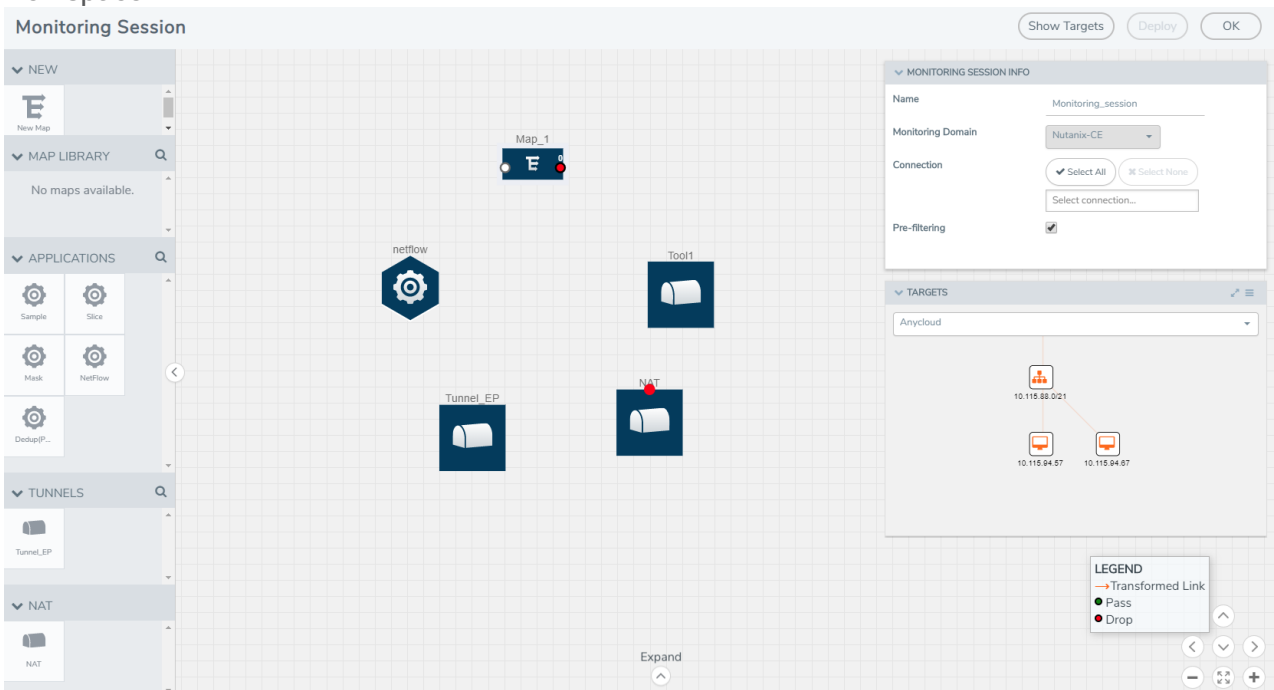 Monitoring Session
Show Targets
Deploy
OK
NEW
New Map
MAP LIBRARY
No maps available.
APPLICATIONS
Sample
Slice
Mask
NetFlow
Dedup(P...
TUNNELS
Tunnel_EP
NAT
NAT
Map_1
0
netflow
Tool1
Tunnel_EP
NAT
Expand
MONITORING SESSION INFO
Name
Monitoring_session
Monitoring Domain
Nutanix-CE
Connection
Select All
Select None
Select connection...
Pre-filtering
TARGETS
Anycloud
10.115.88.0/21
10.115.94.57
10.115.94.67
LEGEND
Transformed Link
Pass
Drop